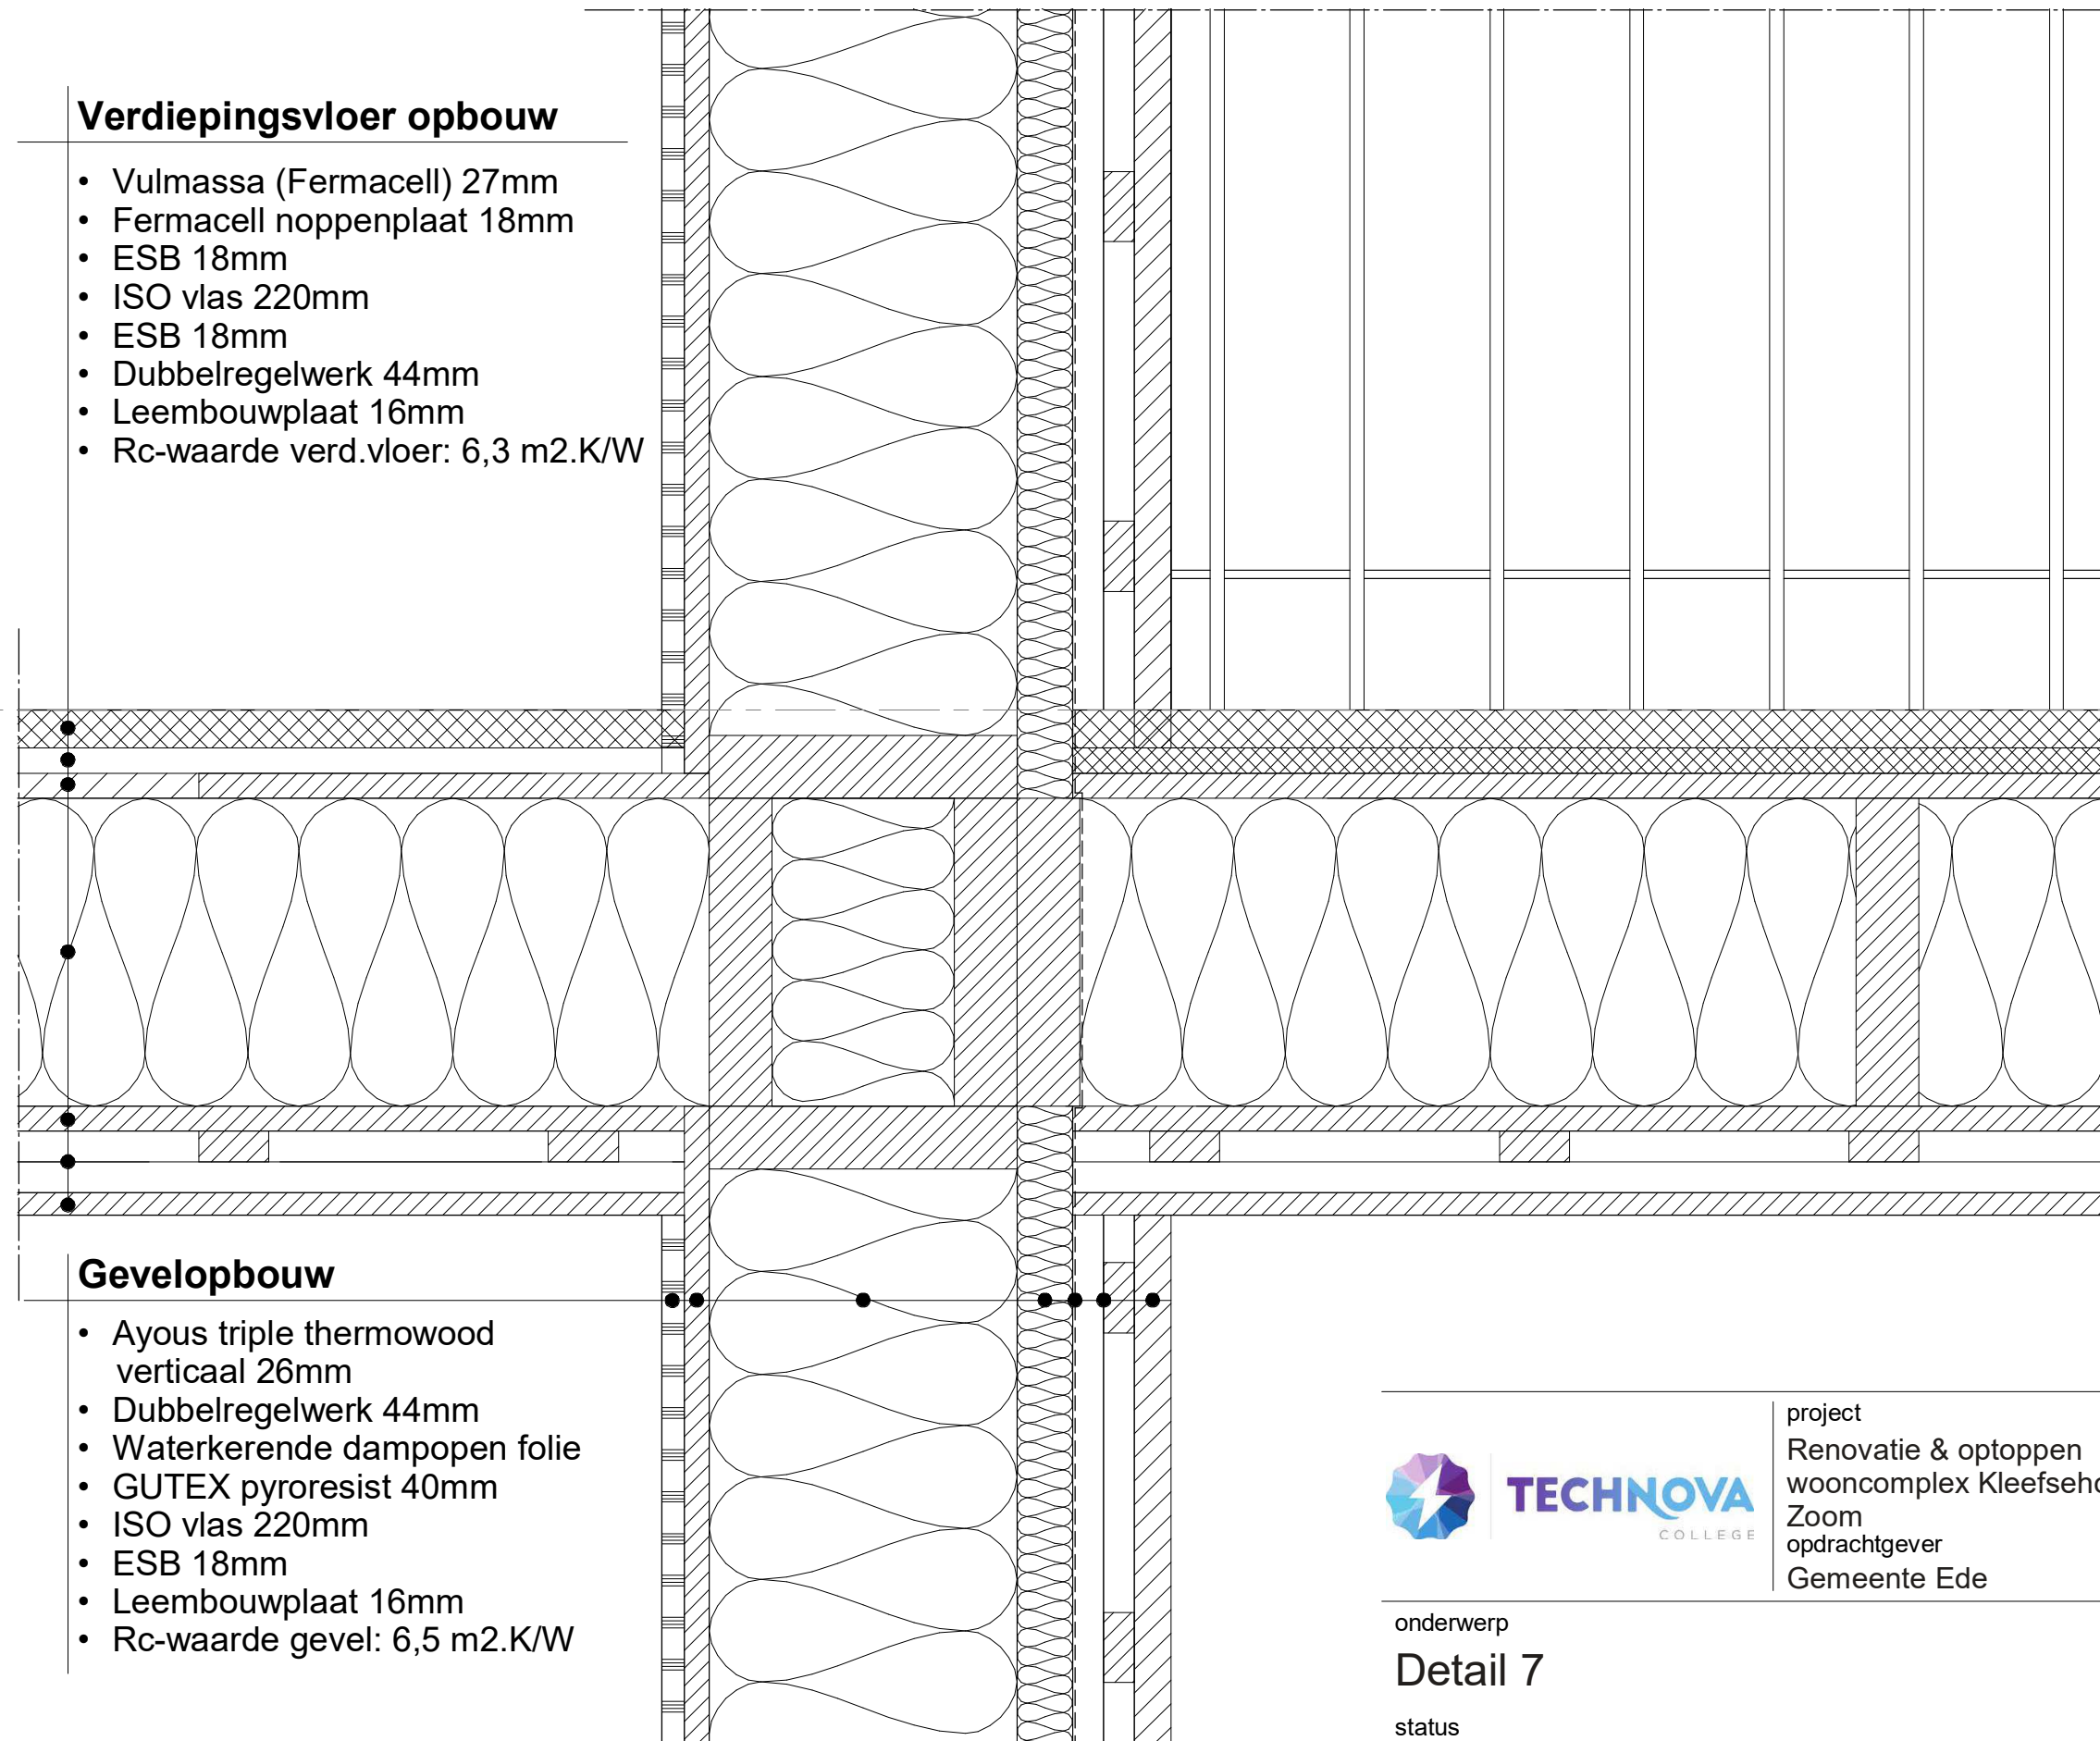 Verdiepingsvloer opbouw
• Vulmassa (Fermacell) 27mm
• Fermacell noppenplaat 18mm
• ESB 18mm
• ISO vlas 220mm
• ESB 18mm
• Dubbelregelwerk 44mm
• Leembouwplaat 16mm
• Rc-waarde verd.vloer: 6,3 m2.K/W
Gevelopbouw
• Ayous triple thermowood
verticaal 26mm
• Dubbelregelwerk 44mm
• Waterkerende dampopen folie
• GUTEX pyroresist 40mm
• ISO vlas 220mm
• ESB 18mm
• Leembouwplaat 16mm
• Rc-waarde gevel: 6,5 m2.K/W
TECHNOVA
COLLEGE
project
Renovatie & optoppen
wooncomplex
Zoom
opdrachtgever
Gemeente Ede
onderwerp
Detail 7
status